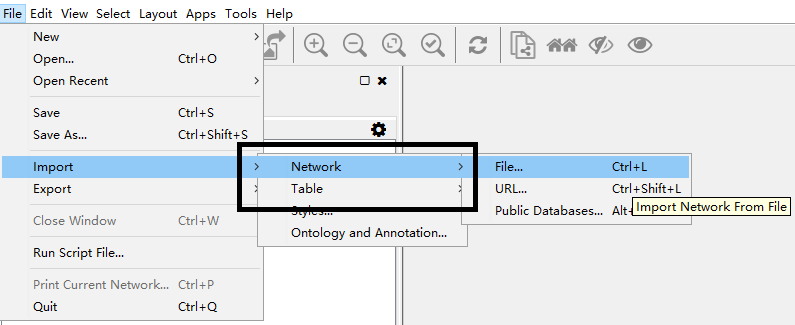 File Edit View Select Layout Apps Tools Help
New
Open... Ctrl+O
Open Recent
Save Ctrl+S
Save As... Ctrl+Shift+S
Import Network File... Ctrl+L
Export Table URL... Ctrl+Shift+L
Styles... Public Databases... Alt+
Import Network From File
Close Window Ctrl+W Ontology and Annotation...
Run Script File...
Print Current Network... Ctrl+P
Quit Ctrl+Q